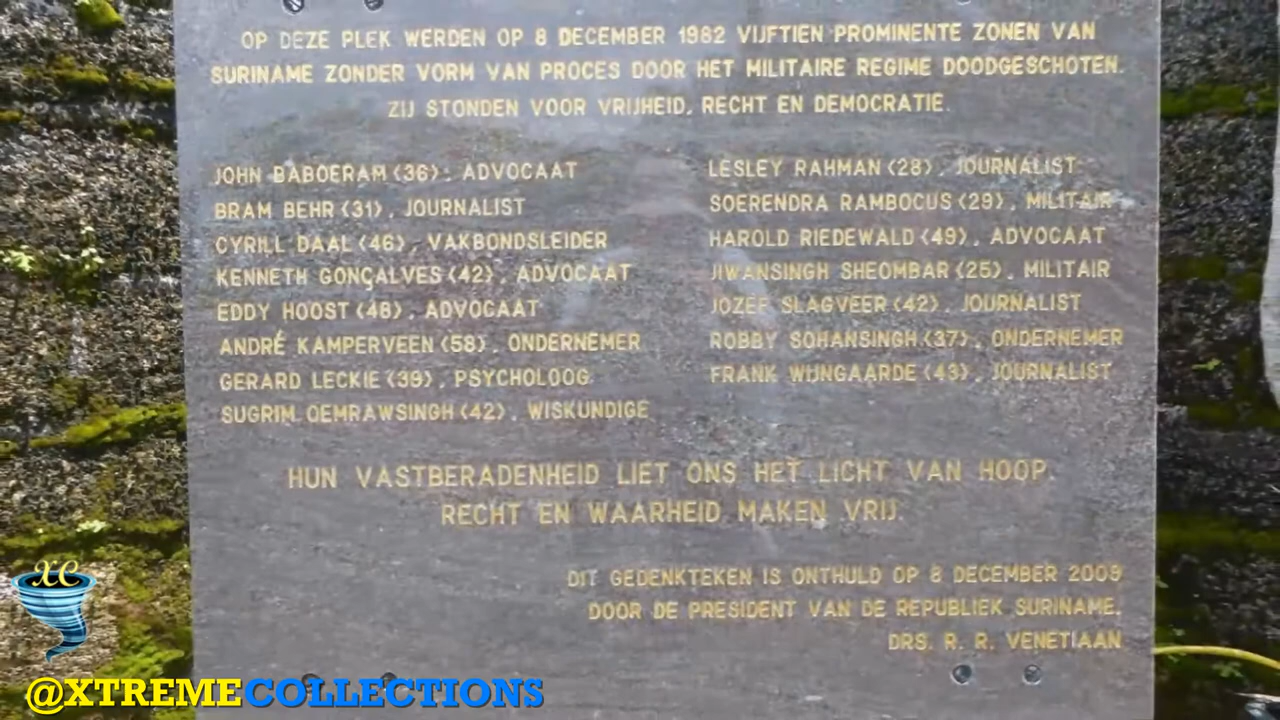 OP DEZE PLEK WERDEN OP 8 DECEMBER 1982 VIJFTIEN PROMINENTE ZONEN VAN
SURINAME ZONDER VORM VAN PROCES DOOR HET MILITAIRE REGIME DOODGESCHOTEN.
ZIJ STONDEN VOOR VRIJHEID, RECHT EN DEMOCRATIE.
JOHN BABOERAM (36), ADVOCAAT
BRAM BEHR (31), JOURNALIST
CYRILL DAAL (46), VAKBONDSLEIDER
KENNETH GONÇALVES (42), ADVOCAAT
EDDY HOOST (48), ADVOCAAT
ANDRÉ KAMPERVEEN (58), ONDERNEMER
GERARD LECKIE (39), PSYCHOLOOG
SUGRIM OEMRAWSINGH (42), WISKUNDIGE
LESLEY RAHMAN (28), JOURNALIST
SOERENDRA RAMBOCUS (29), MILITAIR
HAROLD RIEDEWALD (49), ADVOCAAT
JIWANSINGH SHEOMBAR (25), MILITAIR
JOZEF SLAGVEER (42), JOURNALIST
ROBBY SOHANSINGH (37), ONDERNEMER
FRANK WIJNGAARDE (43), JOURNALIST
HUN VASTBERADENHEID LIET ONS HET LICHT VAN HOOP.
RECHT EN WAARHEID MAKEN VRIJ.
DIT GEDENKTEKEN IS ONTHULD OP 8 DECEMBER 2009
DOOR DE PRESIDENT VAN DE REPUBLIEK SURINAME,
DRS. R. R. VENETIAAN
XC
@XTREMECOLLECTIONS